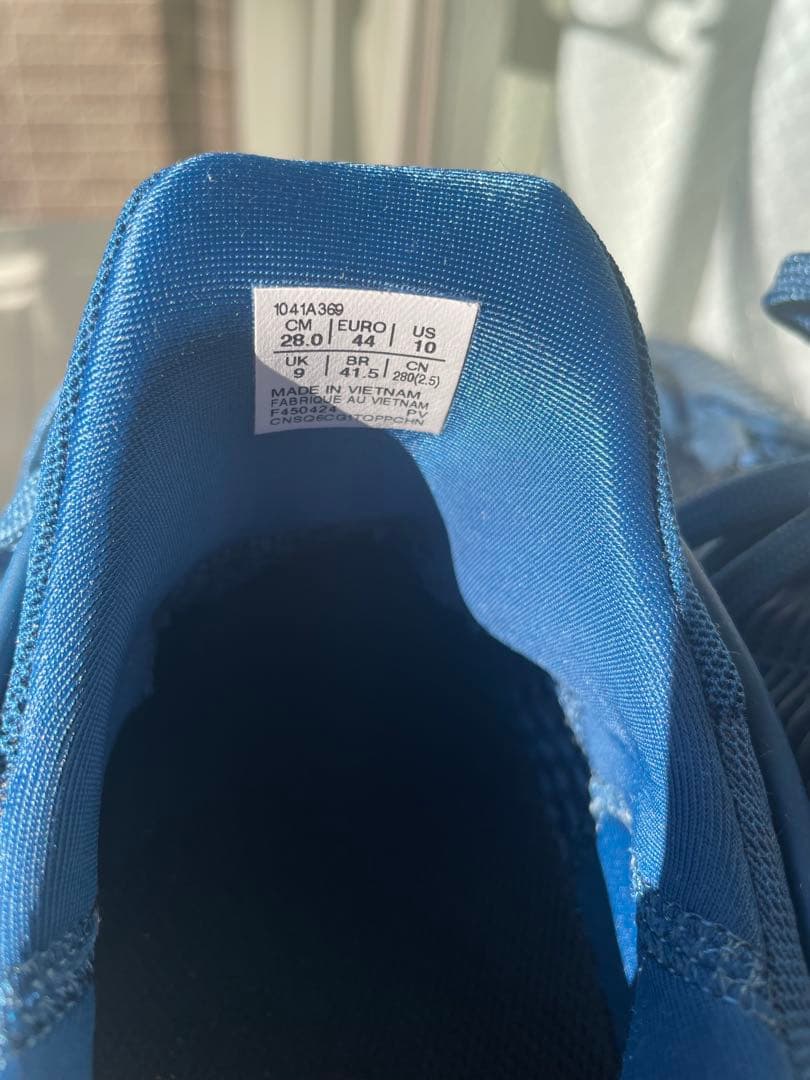 1041A369
CM 28.0 | EURO 44 | US 10
UK 9 | BR 41.5 | CN 280(2.5)
MADE IN VIETNAM
FABRIQUE AU VIETNAM
F450424 PV